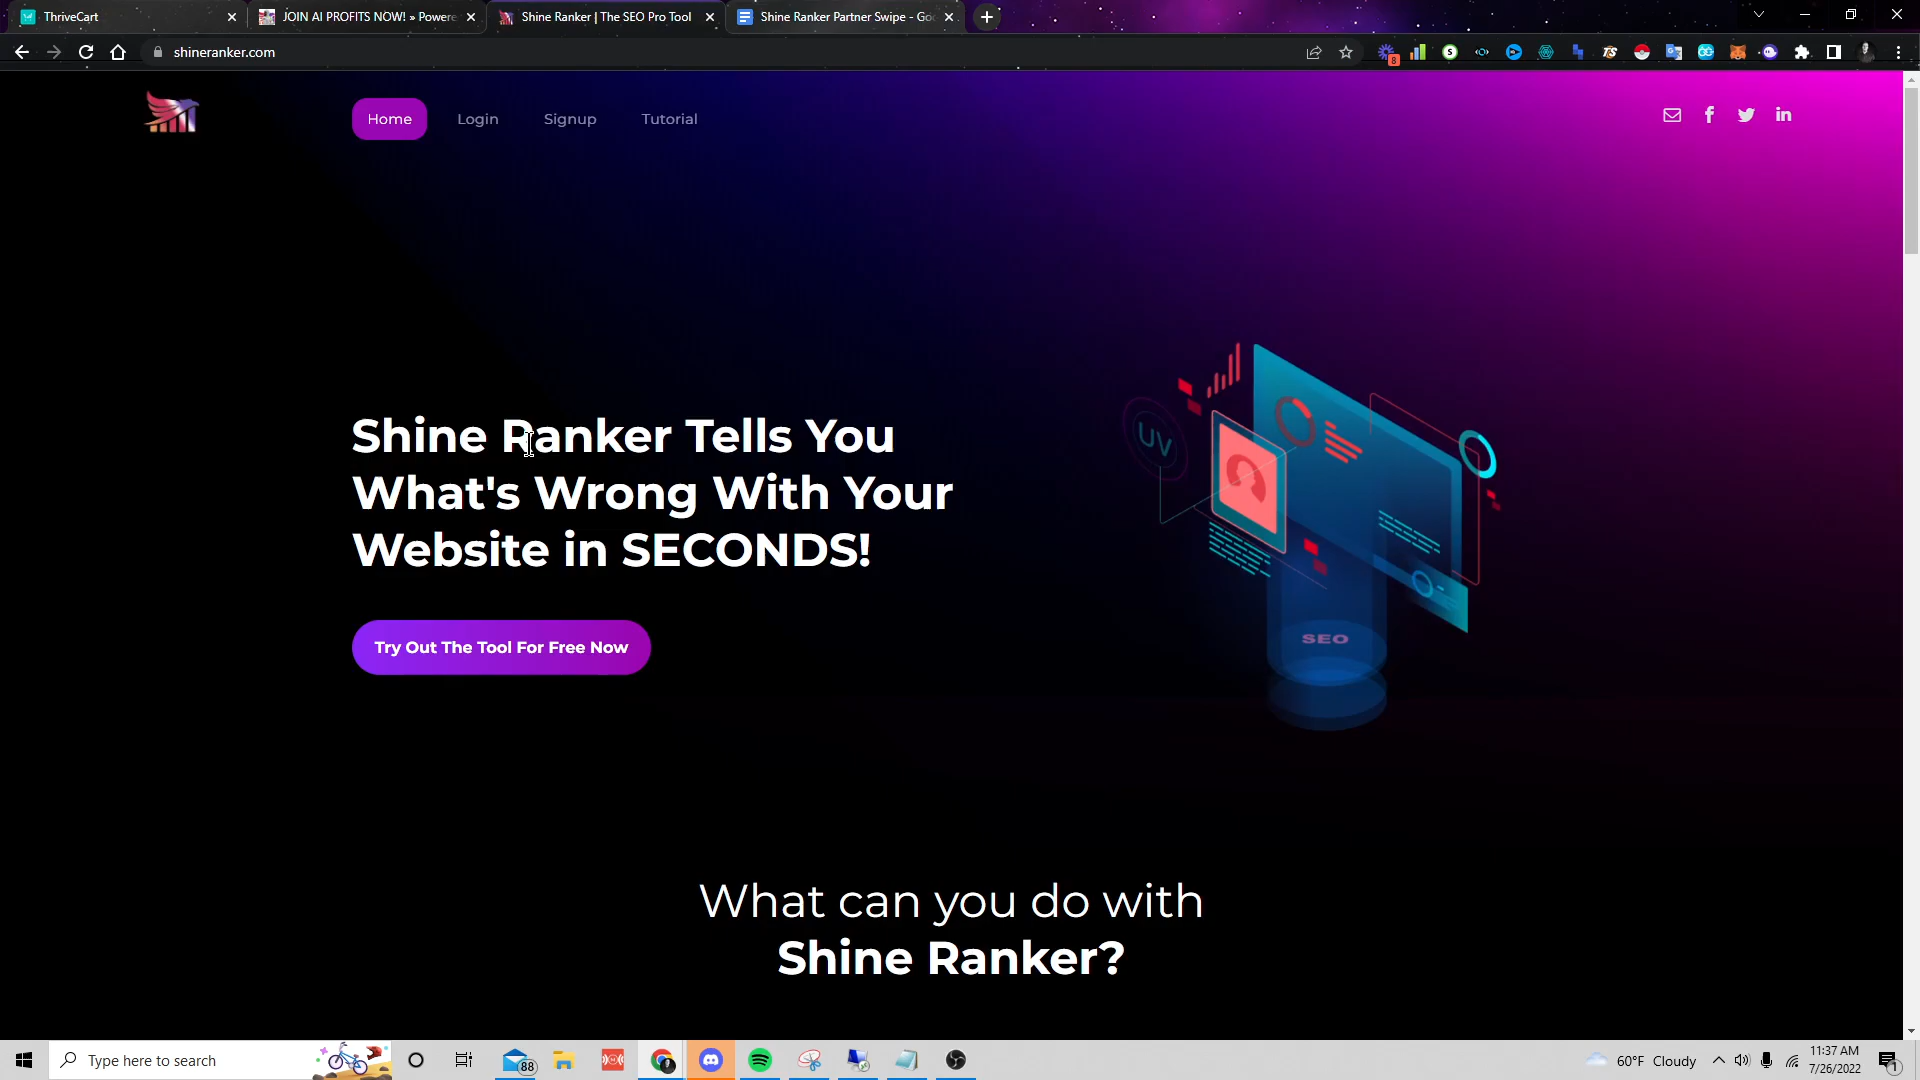 ThriveCart
JOIN AI PROFITS NOW! » Powere
Shine Ranker | The SEO Pro Tool
Shine Ranker Partner Swipe - Goo
shineranker.com
8
Home
Login
Signup
Tutorial
Shine Ranker Tells You
What's Wrong With Your
Website in SECONDS!
Try Out The Tool For Free Now
UV
SEO
What can you do with
Shine Ranker?
Type here to search
88
60°F Cloudy
11:37 AM
7/26/2022
1